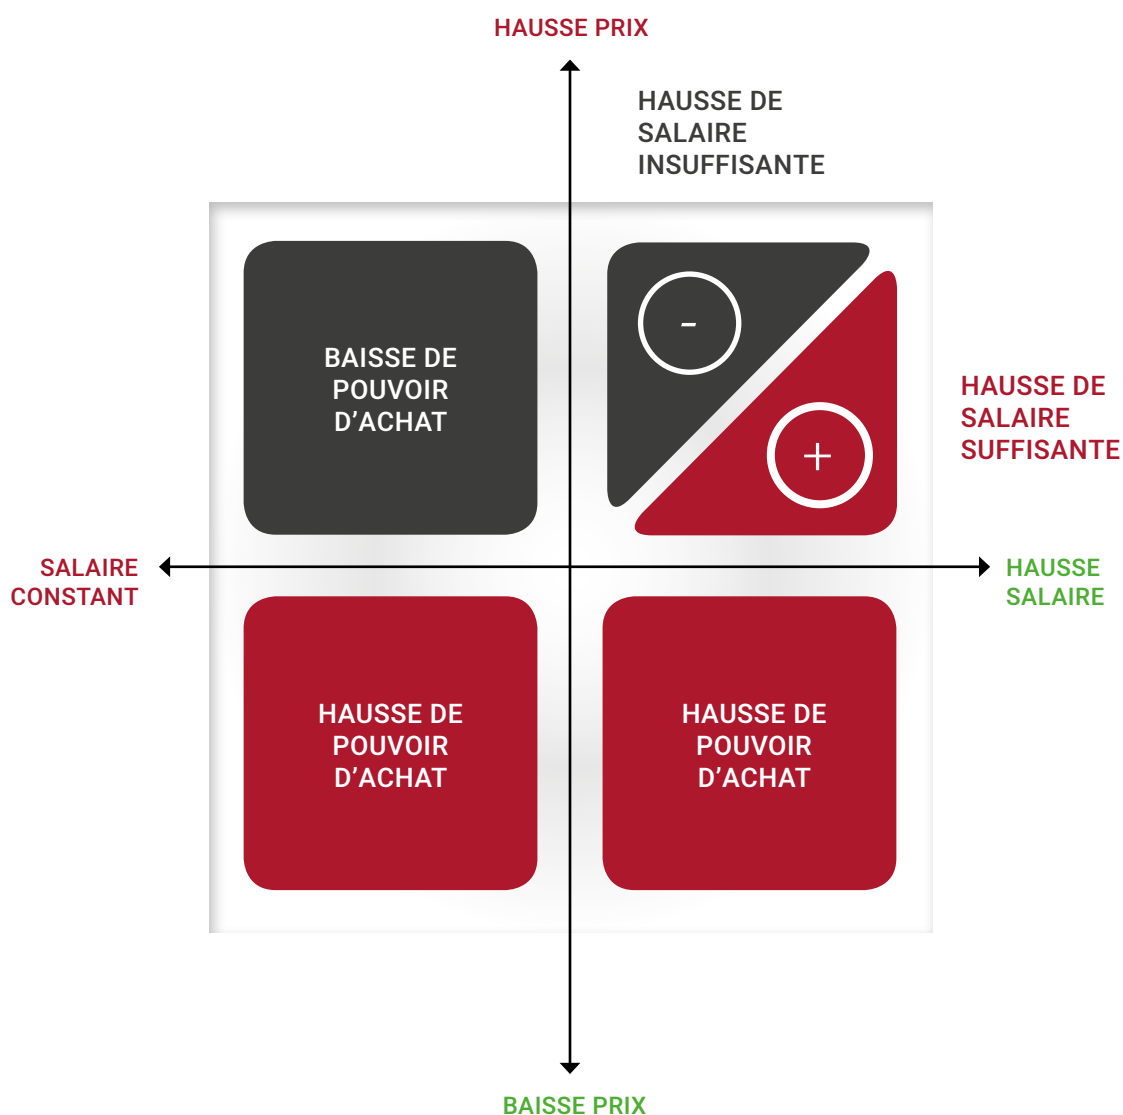 HAUSSE PRIX
HAUSSE DE
SALAIRE
INSUFFISANTE
BAISSE DE
POUVOIR
D’ACHAT
-
+
HAUSSE DE
SALAIRE
SUFFISANTE
SALAIRE
CONSTANT
HAUSSE
SALAIRE
HAUSSE DE
POUVOIR
D’ACHAT
HAUSSE DE
POUVOIR
D’ACHAT
BAISSE PRIX